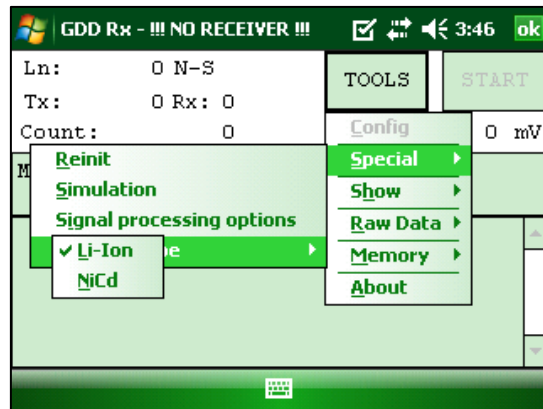 GDD Rx - !!! NO RECEIVER !!! 3:46 ok
Ln: 0 N-S
TOOLS START
Tx: 0 Rx: 0
Count: 0
0 mV
Config
Special
Show
Raw Data
Memory
About
M
Reinit
Simulation
Signal processing options
pe
Li-Ion
NiCd